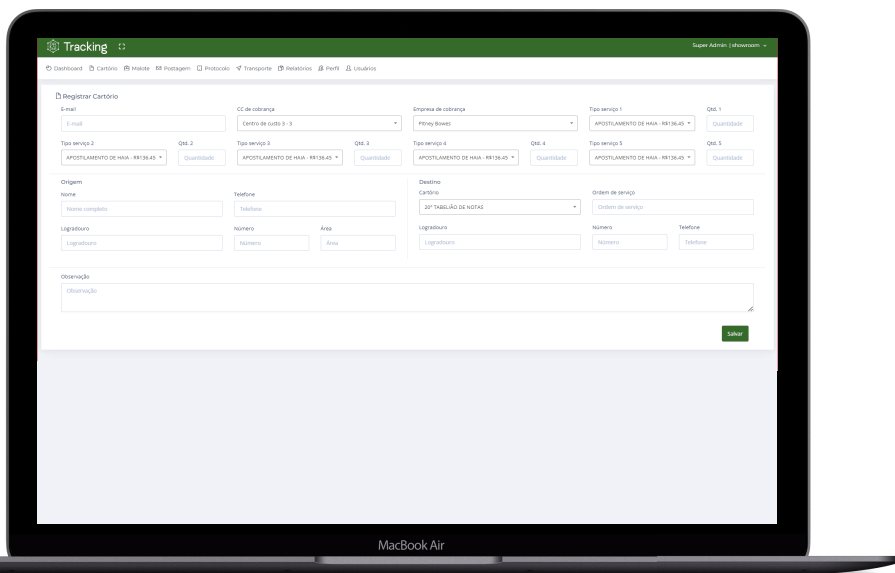 Tracking
Super Admin | showroom
Dashboard Cartório Malote Postagem Protocolo Transporte Relatórios Perfil Usuários
Registrar Cartório
E-mail CC de cobrança Empresa de cobrança Tipo serviço 1 Qtd. 1
E-mail Centro de custo 3 - 3 Pitney Bowes APOSTILAMENTO DE HAIA - R$136.45 Quantidade
Tipo serviço 2 Qtd. 2 Tipo serviço 3 Qtd. 3 Tipo serviço 4 Qtd. 4 Tipo serviço 5 Qtd. 5
APOSTILAMENTO DE HAIA - R$136.45 Quantidade APOSTILAMENTO DE HAIA - R$136.45 Quantidade APOSTILAMENTO DE HAIA - R$136.45 Quantidade APOSTILAMENTO DE HAIA - R$136.45 Quantidade
Origem Destino
Nome Telefone Cartório Ordem de serviço
Nome completo Telefone 20º TABELIÃO DE NOTAS Ordem de serviço
Logradouro Número Área Logradouro Número Telefone
Logradouro Número Área Logradouro Número Telefone
Observação
Observação
Salvar
MacBook Air